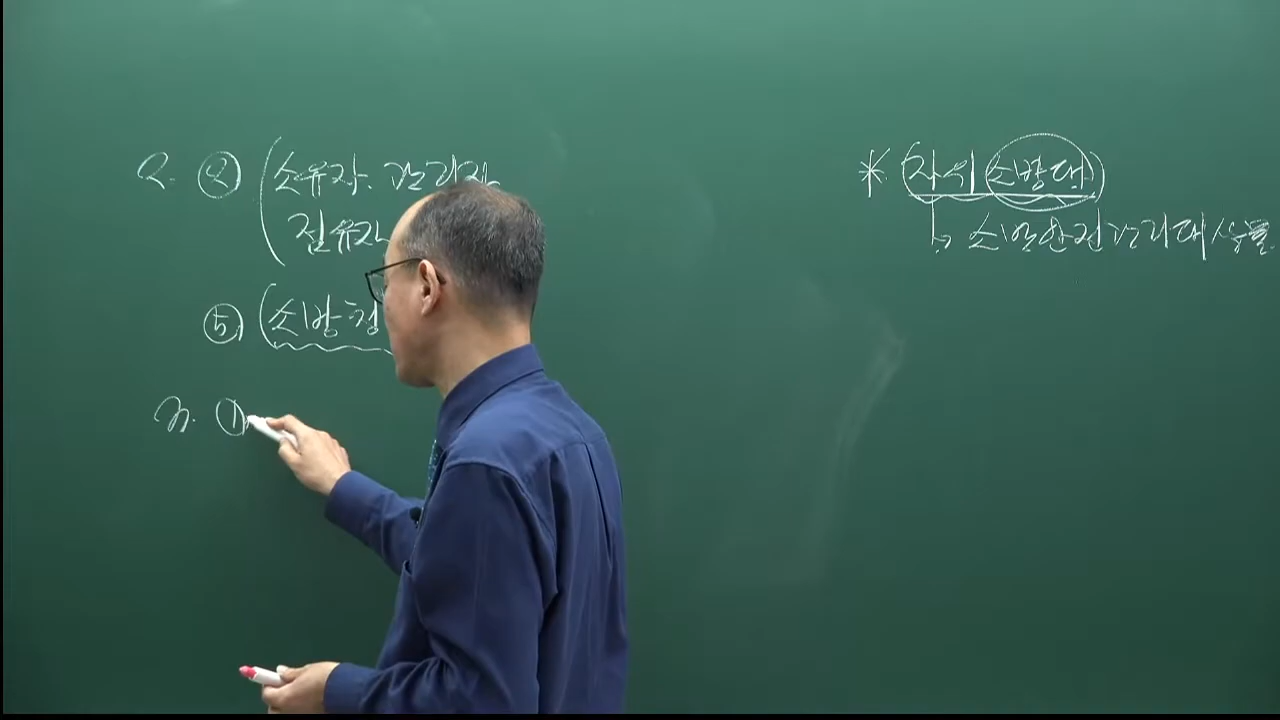 2. ② (소유자. 관리자
점유자
⑤ (소방청
3. ①
* (자위소방대)
↳ 소방안전관리대상물